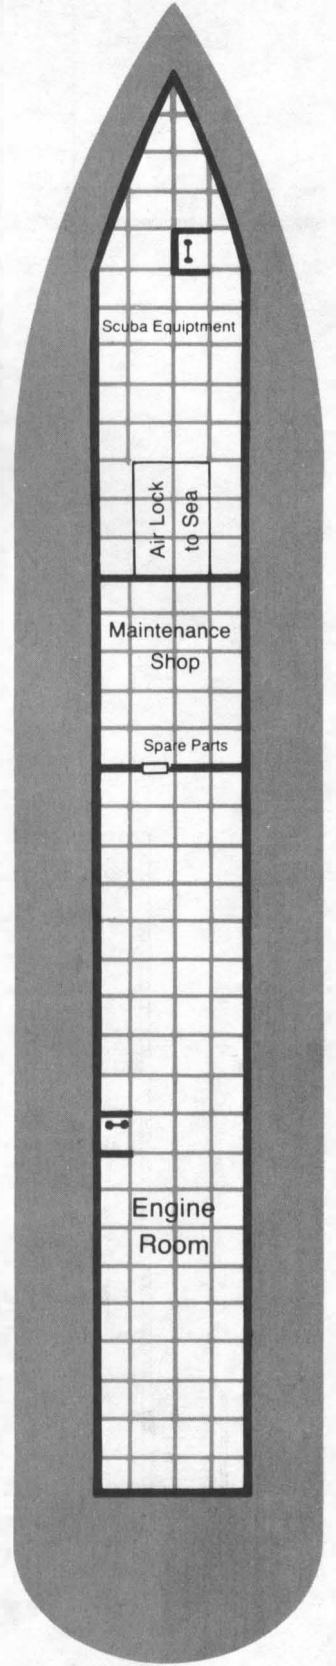 Scuba Equiptment
Air Lock
to Sea
Maintenance
Shop
Spare Parts
Engine
Room